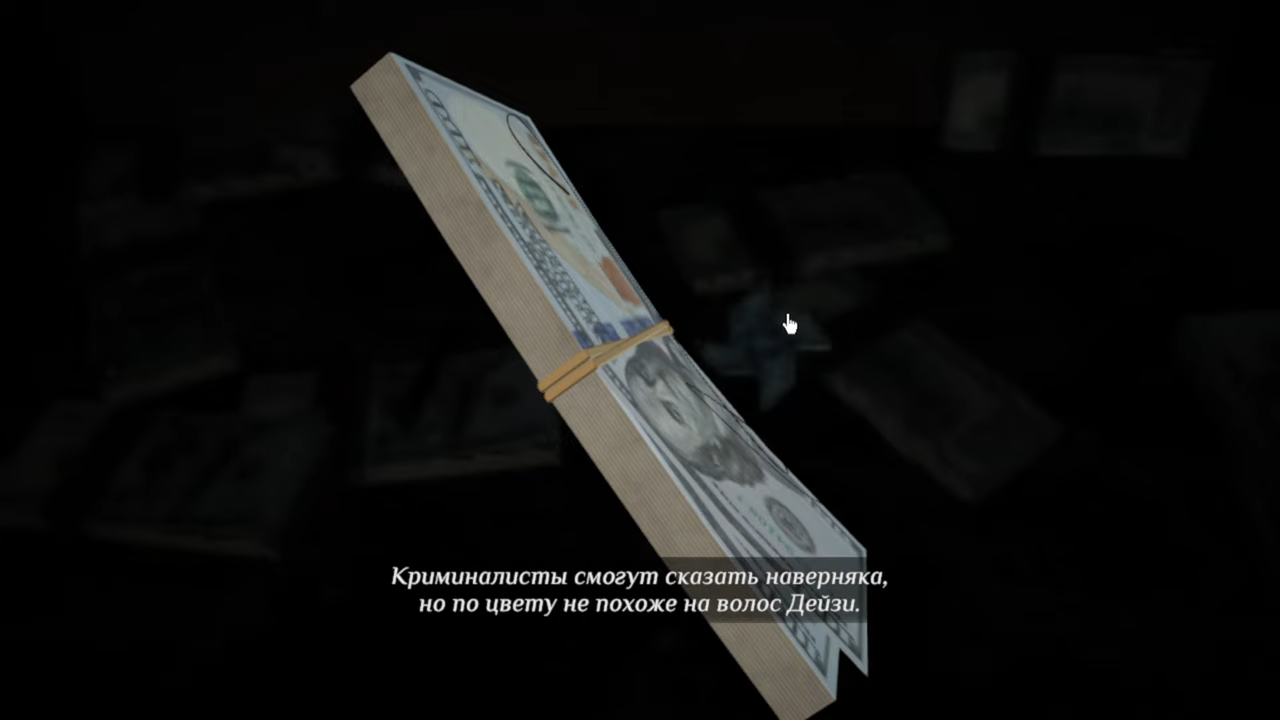 Криминалисты смогут сказать наверняка,
но по цвету не похоже на волос Дейзи.